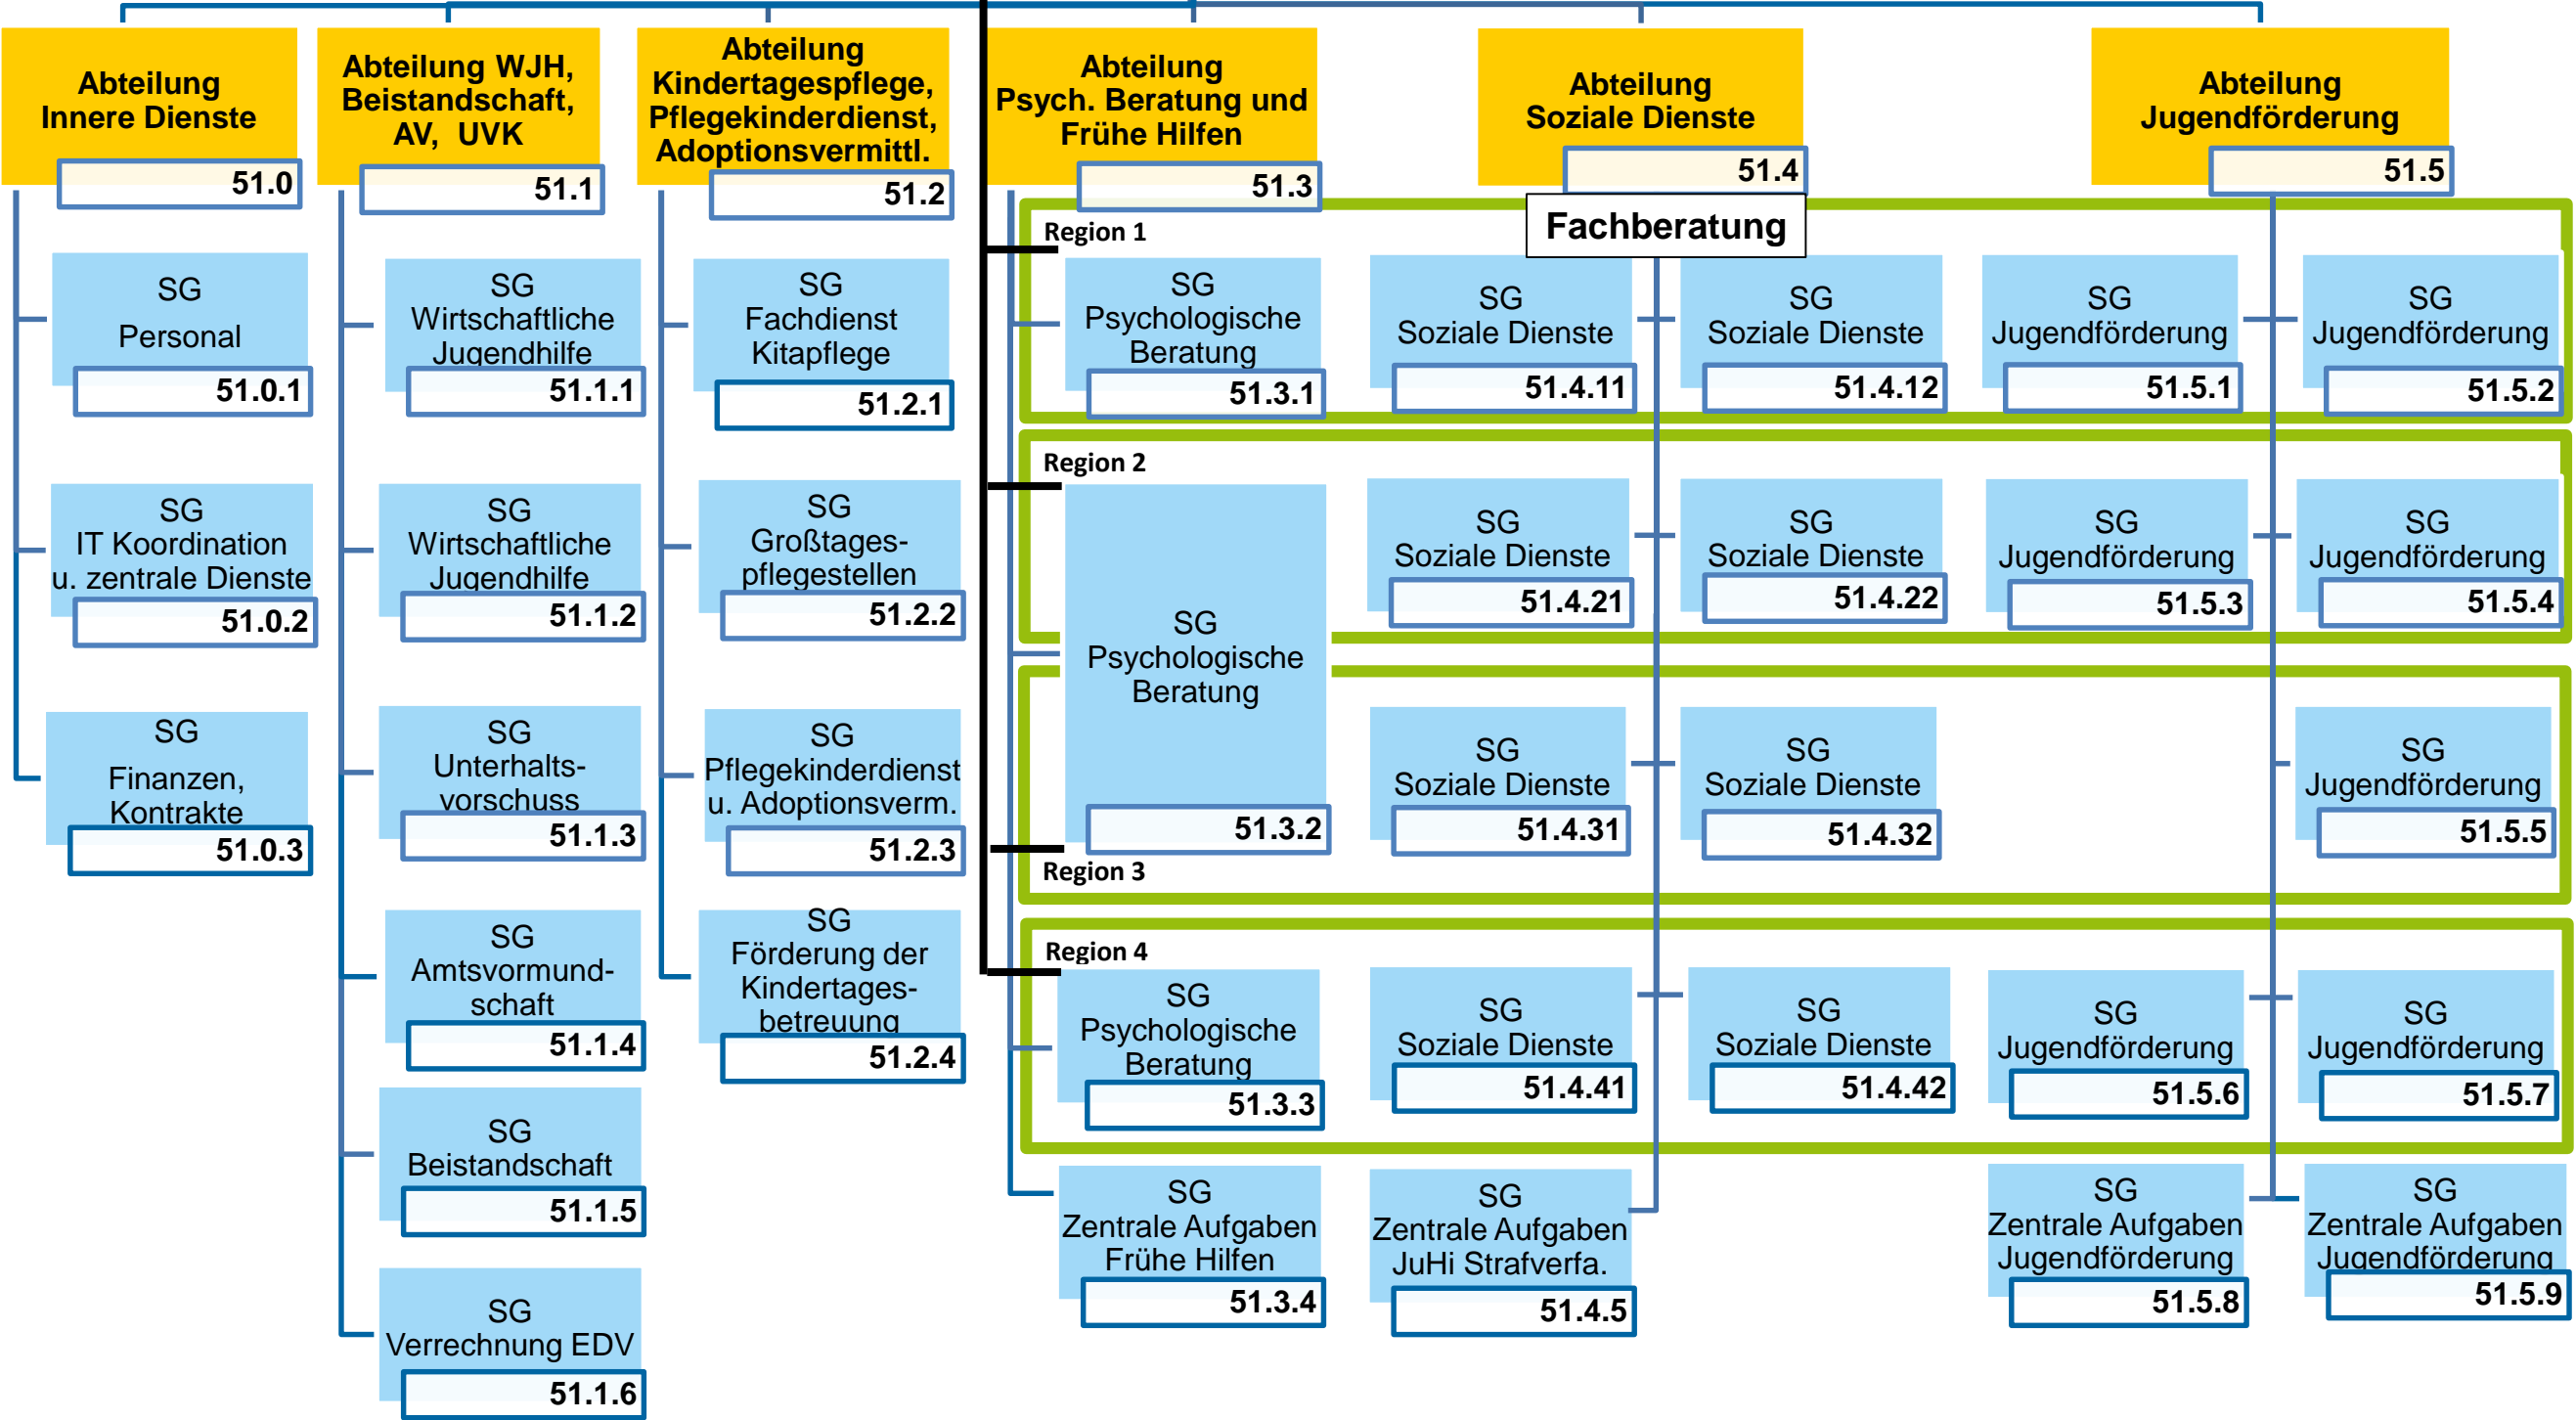 Abteilung
Innere Dienste
51.0
Abteilung WJH,
Beistandschaft,
AV, UVK
51.1
Abteilung
Kindertagespflege,
Pflegekinderdienst,
Adoptionsvermittl.
51.2
Abteilung
Psych. Beratung und
Frühe Hilfen
51.3
Abteilung
Soziale Dienste
51.4
Abteilung
Jugendförderung
51.5
Fachberatung
SG
Personal
51.0.1
SG
IT Koordination
u. zentrale Dienste
51.0.2
SG
Finanzen,
Kontrakte
51.0.3
SG
Wirtschaftliche
Jugendhilfe
51.1.1
SG
Wirtschaftliche
Jugendhilfe
51.1.2
SG
Unterhalts-
vorschuss
51.1.3
SG
Amtsvormund-
schaft
51.1.4
SG
Beistandschaft
51.1.5
SG
Verrechnung EDV
51.1.6
SG
Fachdienst
Kitapflege
51.2.1
SG
Großtages-
pflegestellen
51.2.2
SG
Pflegekinderdienst
u. Adoptionsverm.
51.2.3
SG
Förderung der
Kindertages-
betreuung
51.2.4
Region 1
SG
Psychologische
Beratung
51.3.1
SG
Soziale Dienste
51.4.11
SG
Soziale Dienste
51.4.12
SG
Jugendförderung
51.5.1
SG
Jugendförderung
51.5.2
Region 2
SG
Psychologische
Beratung
51.3.2
SG
Soziale Dienste
51.4.21
SG
Soziale Dienste
51.4.22
SG
Jugendförderung
51.5.3
SG
Jugendförderung
51.5.4
Region 3
SG
Soziale Dienste
51.4.31
SG
Soziale Dienste
51.4.32
SG
Jugendförderung
51.5.5
Region 4
SG
Psychologische
Beratung
51.3.3
SG
Soziale Dienste
51.4.41
SG
Soziale Dienste
51.4.42
SG
Jugendförderung
51.5.6
SG
Jugendförderung
51.5.7
SG
Zentrale Aufgaben
Frühe Hilfen
51.3.4
SG
Zentrale Aufgaben
JuHi Strafverfa.
51.4.5
SG
Zentrale Aufgaben
Jugendförderung
51.5.8
SG
Zentrale Aufgaben
Jugendförderung
51.5.9